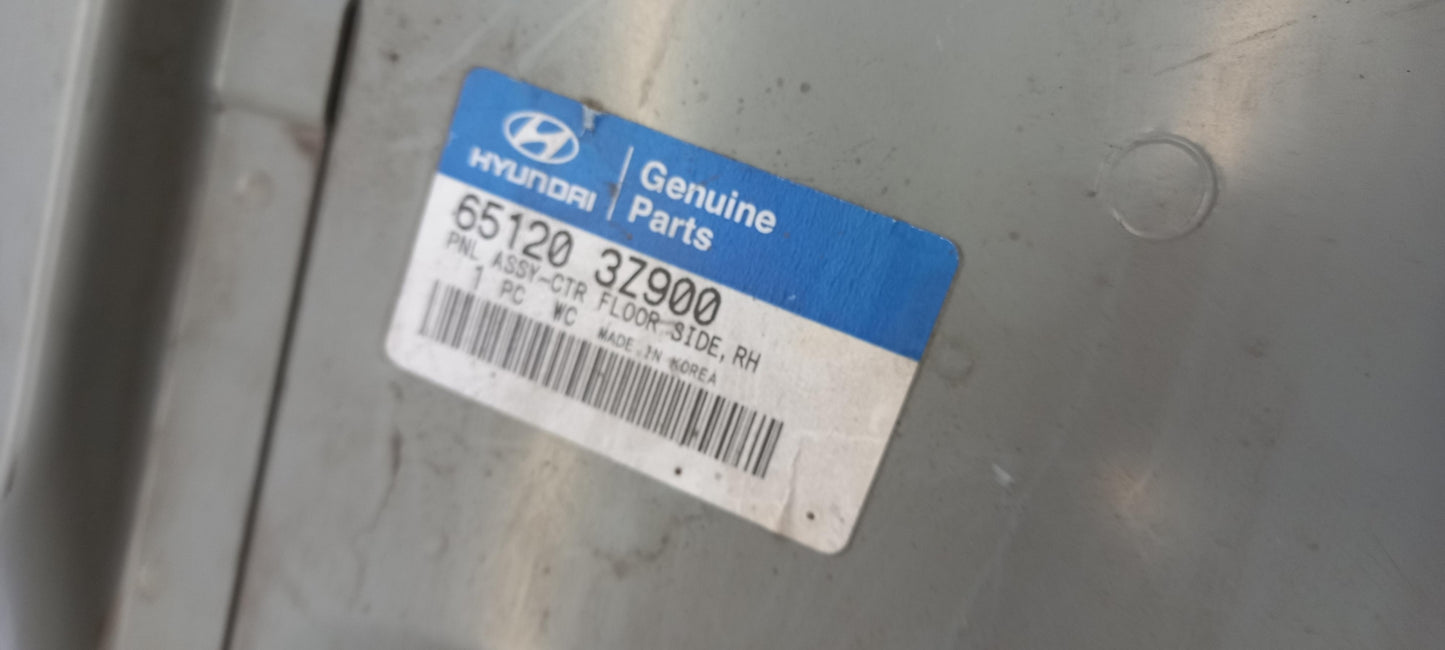 HYUNDAI
Genuine
Parts
65120 3Z900
PNL ASSY-CTR FLOOR SIDE, RH
1 PC WC MADE IN KOREA